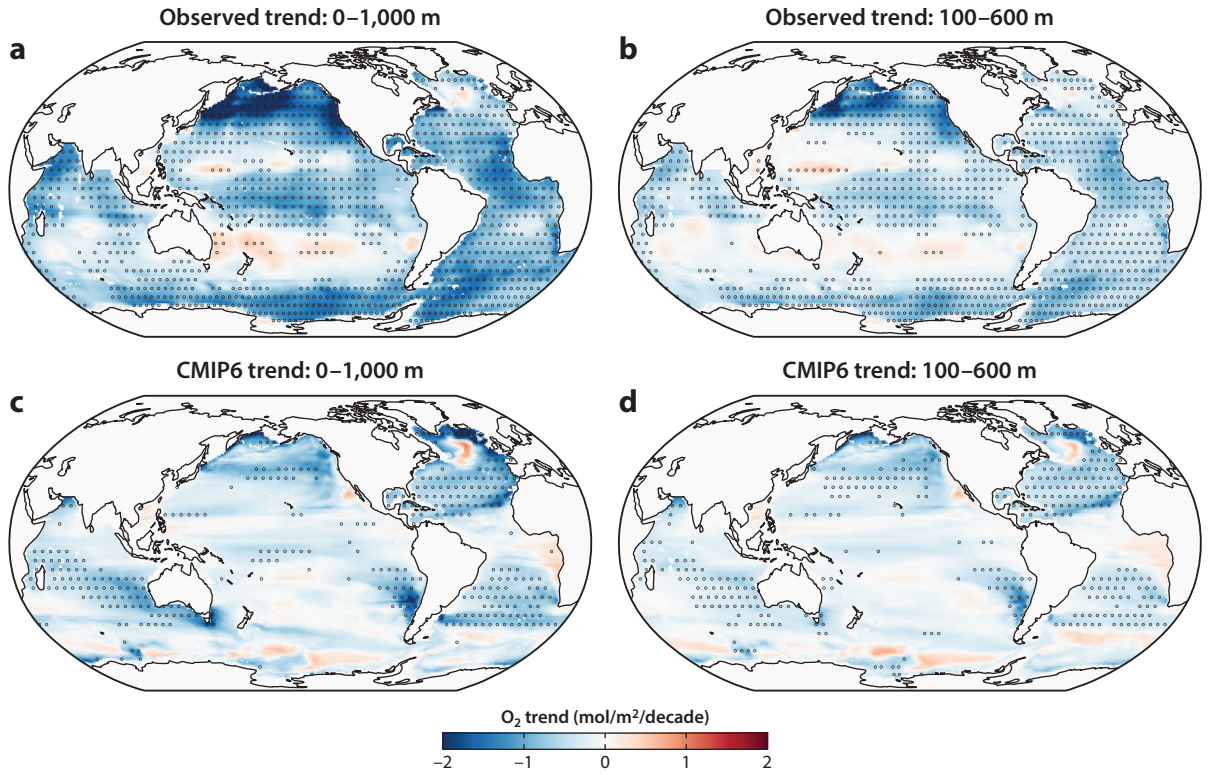 Observed trend: 0–1,000 m
Observed trend: 100–600 m
a
b
CMIP6 trend: 0–1,000 m
CMIP6 trend: 100–600 m
c
d
O₂ trend (mol/m²/decade)
−2 −1 0 1 2